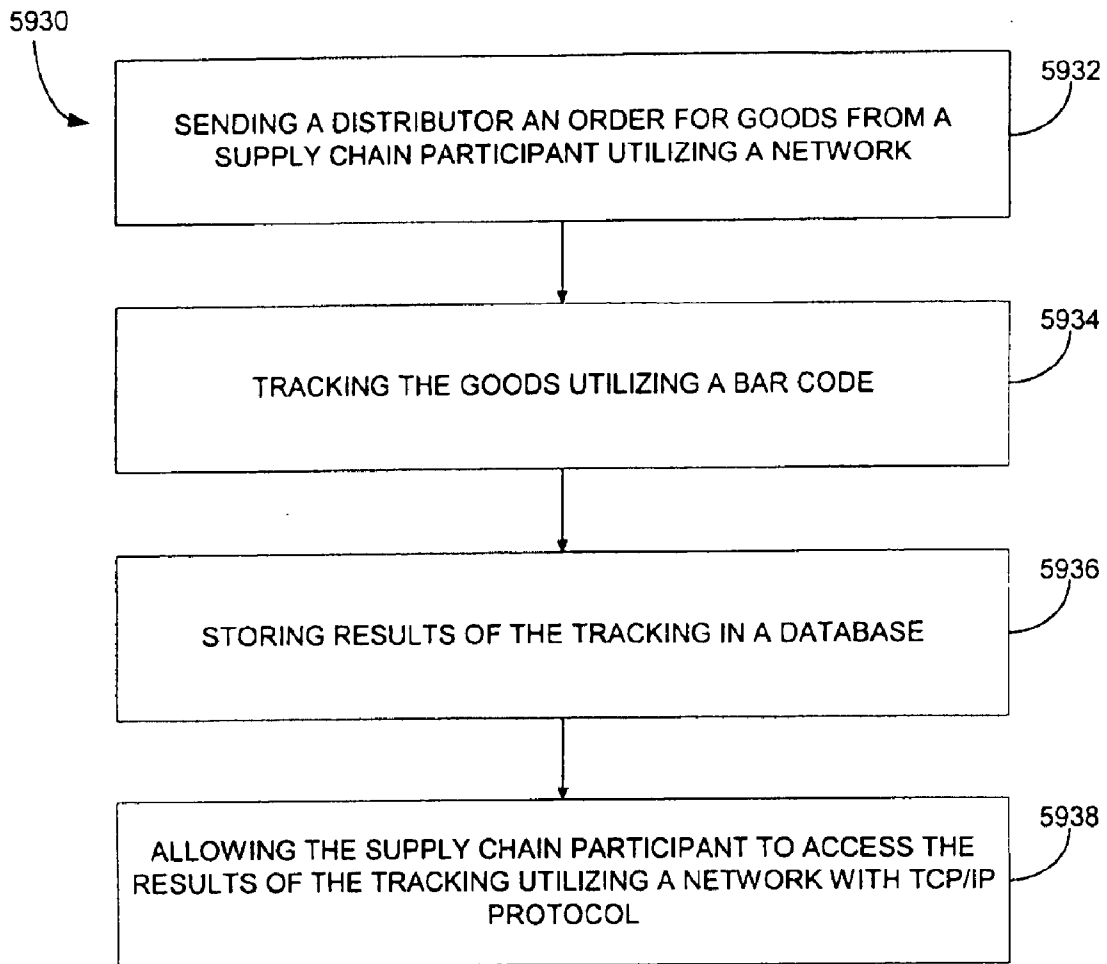 5930
5932
SENDING A DISTRIBUTOR AN ORDER FOR GOODS FROM A
SUPPLY CHAIN PARTICIPANT UTILIZING A NETWORK
5934
TRACKING THE GOODS UTILIZING A BAR CODE
5936
STORING RESULTS OF THE TRACKING IN A DATABASE
5938
ALLOWING THE SUPPLY CHAIN PARTICIPANT TO ACCESS THE
RESULTS OF THE TRACKING UTILIZING A NETWORK WITH TCP/IP
PROTOCOL